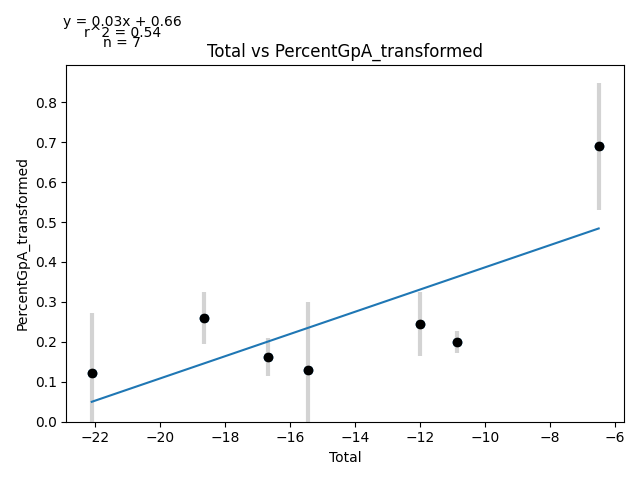 y = 0.03x + 0.66
r^2 = 0.54
n = 7
Total vs PercentGpA_transformed
PercentGpA_transformed
0.8
0.7
0.6
0.5
0.4
0.3
0.2
0.1
0.0
−22 −20 −18 −16 −14 −12 −10 −8 −6
Total